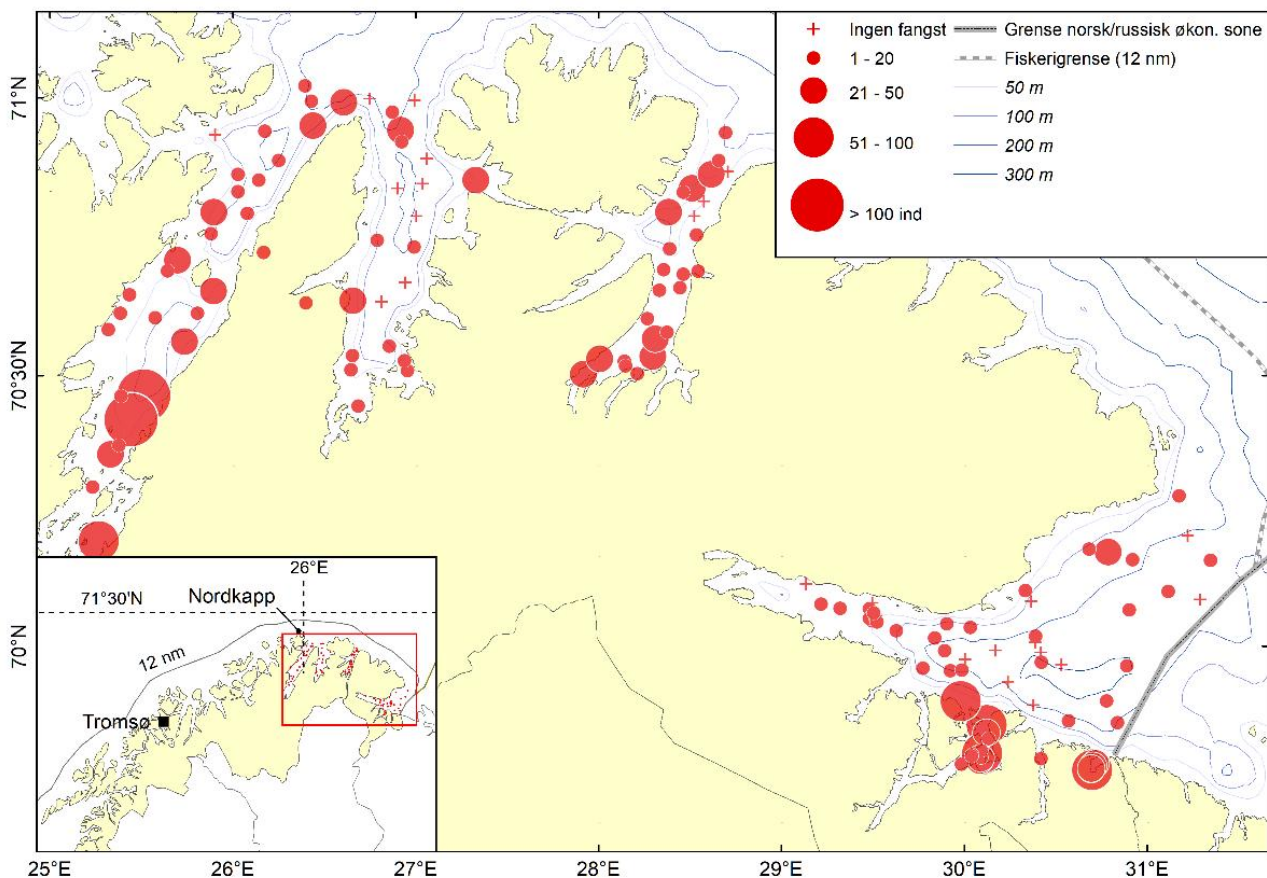 Ingen fangst
1 - 20
21 - 50
51 - 100
> 100 ind
Grense norsk/russisk økon. sone
Fiskerigrense (12 nm)
50 m
100 m
200 m
300 m
71°N
70°30'N
70°N
26°E
71°30'N
Nordkapp
12 nm
Tromsø
25°E
26°E
27°E
28°E
29°E
30°E
31°E